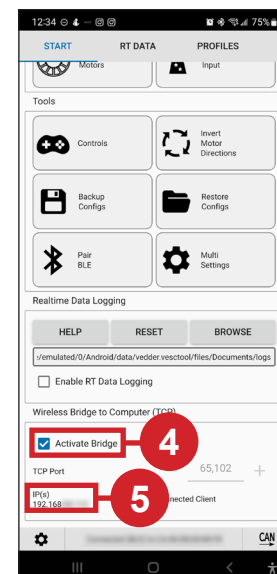 12:34
75%
START RT DATA PROFILES
Motors Input
Tools
Controls
Invert
Motor
Directions
Backup
Configs
Restore
Configs
Pair
BLE
Multi
Settings
Realtime Data Logging
HELP RESET BROWSE
:/emulated/0/Android/data/vedder.vesctool/files/Documents/logs
Enable RT Data Logging
Wireless Bridge to Computer (TCP)
Activate Bridge
4
TCP Port 65,102 +
IP(s)
192.168
5
nected Client
CAN